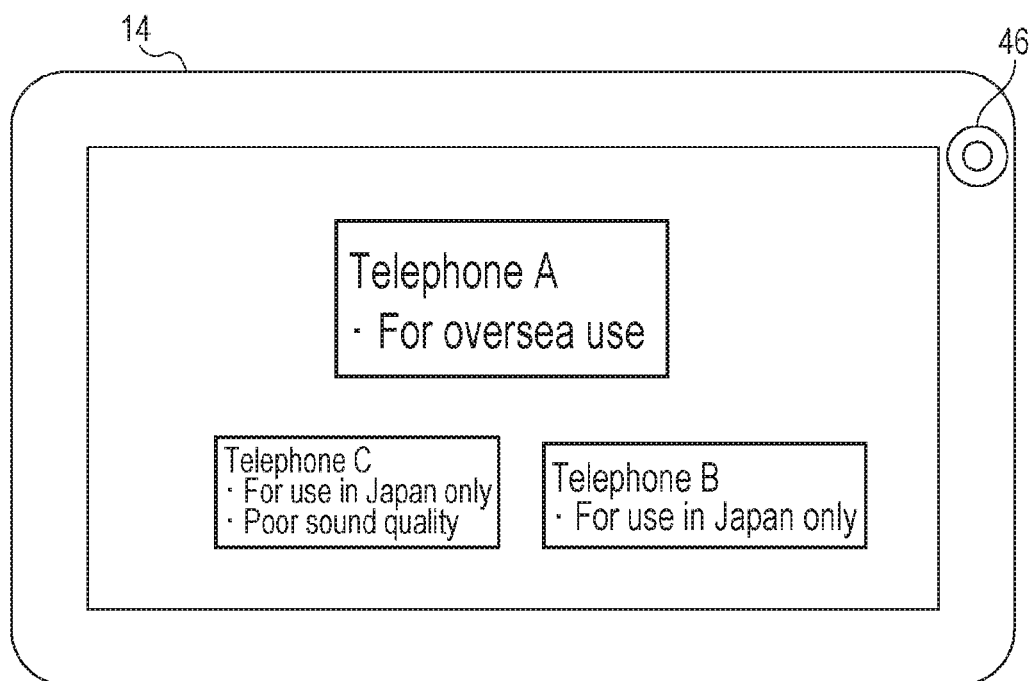 14
46
Telephone A
· For oversea use
Telephone C
· For use in Japan only
· Poor sound quality
Telephone B
· For use in Japan only